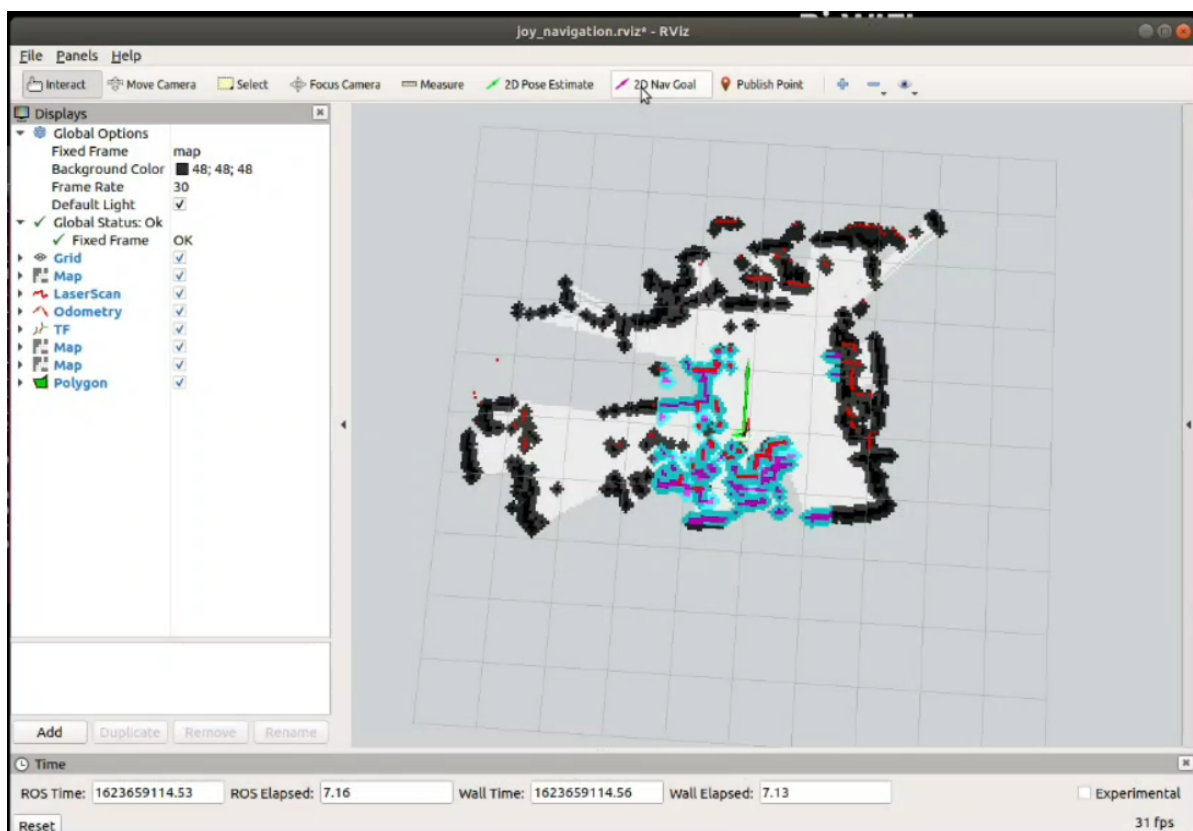 joy_navigation.rviz* - RViz
File Panels Help
Interact Move Camera Select Focus Camera Measure 2D Pose Estimate 2D Nav Goal Publish Point
Displays
Global Options
Fixed Frame map
Background Color 48; 48; 48
Frame Rate 30
Default Light
Global Status: Ok
Fixed Frame OK
Grid
Map
LaserScan
Odometry
TF
Map
Map
Polygon
Add Duplicate Remove Rename
Time
ROS Time: 1623659114.53 ROS Elapsed: 7.16 Wall Time: 1623659114.56 Wall Elapsed: 7.13 Experimental
Reset 31 fps